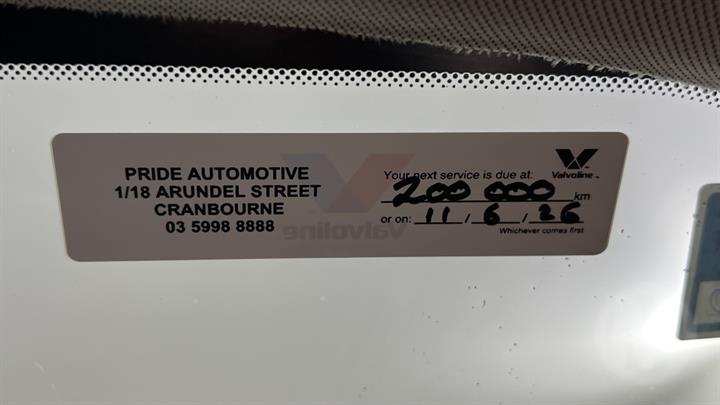 PRIDE AUTOMOTIVE
1/18 ARUNDEL STREET
CRANBOURNE
03 5998 8888
Valvoline™
Your next service is due at:
200 000 km
or on: 11 / 6 / 26
Whichever comes first
Valvoline